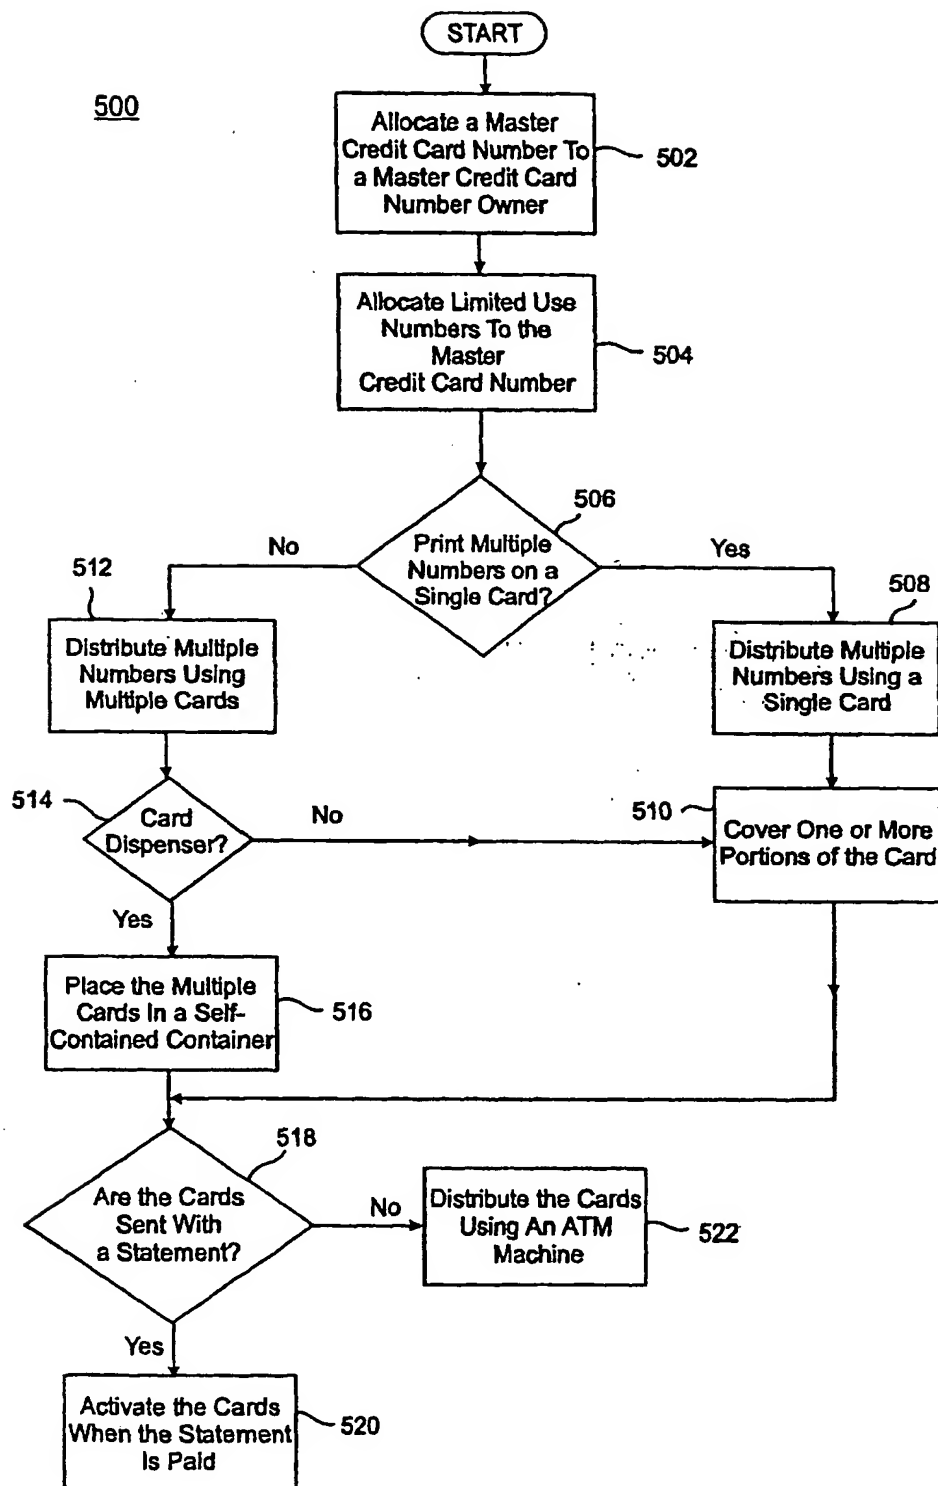 START
500
Allocate a Master
Credit Card Number To
a Master Credit Card
Number Owner
502
Allocate Limited Use
Numbers To the
Master
Credit Card Number
504
506
Print Multiple
Numbers on a
Single Card?
No
Yes
512
508
Distribute Multiple
Numbers Using
Multiple Cards
Distribute Multiple
Numbers Using a
Single Card
514
Card
Dispenser?
No
510
Cover One or More
Portions of the Card
Yes
Place the Multiple
Cards In a Self-
Contained Container
516
518
Are the Cards
Sent With
a Statement?
No
Distribute the Cards
Using An ATM
Machine
522
Yes
Activate the Cards
When the Statement
Is Paid
520